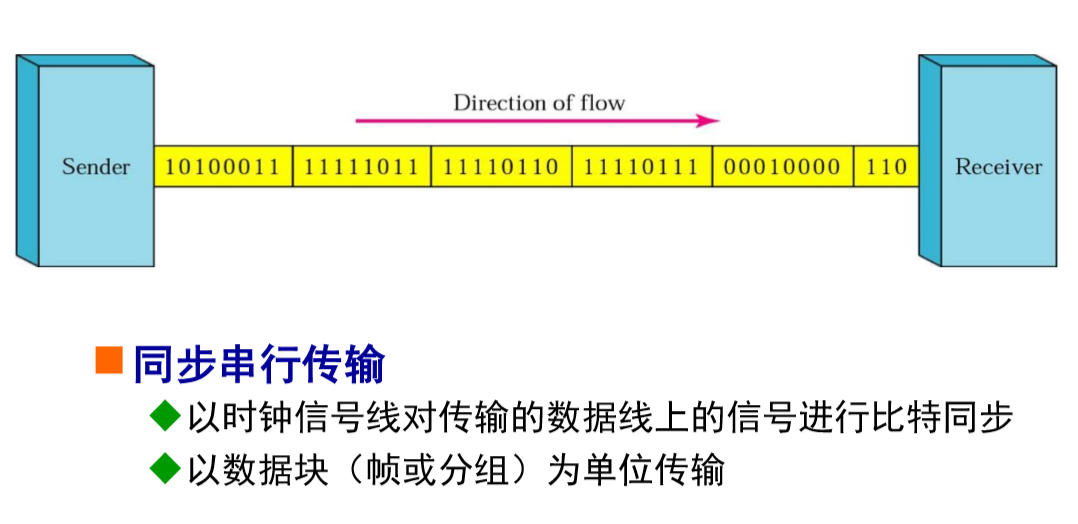 Direction of flow
Sender
10100011 11111011 11110110 11110111 00010000 110
Receiver
同步串行传输
以时钟信号线对传输的数据线上的信号进行比特同步
以数据块（帧或分组）为单位传输